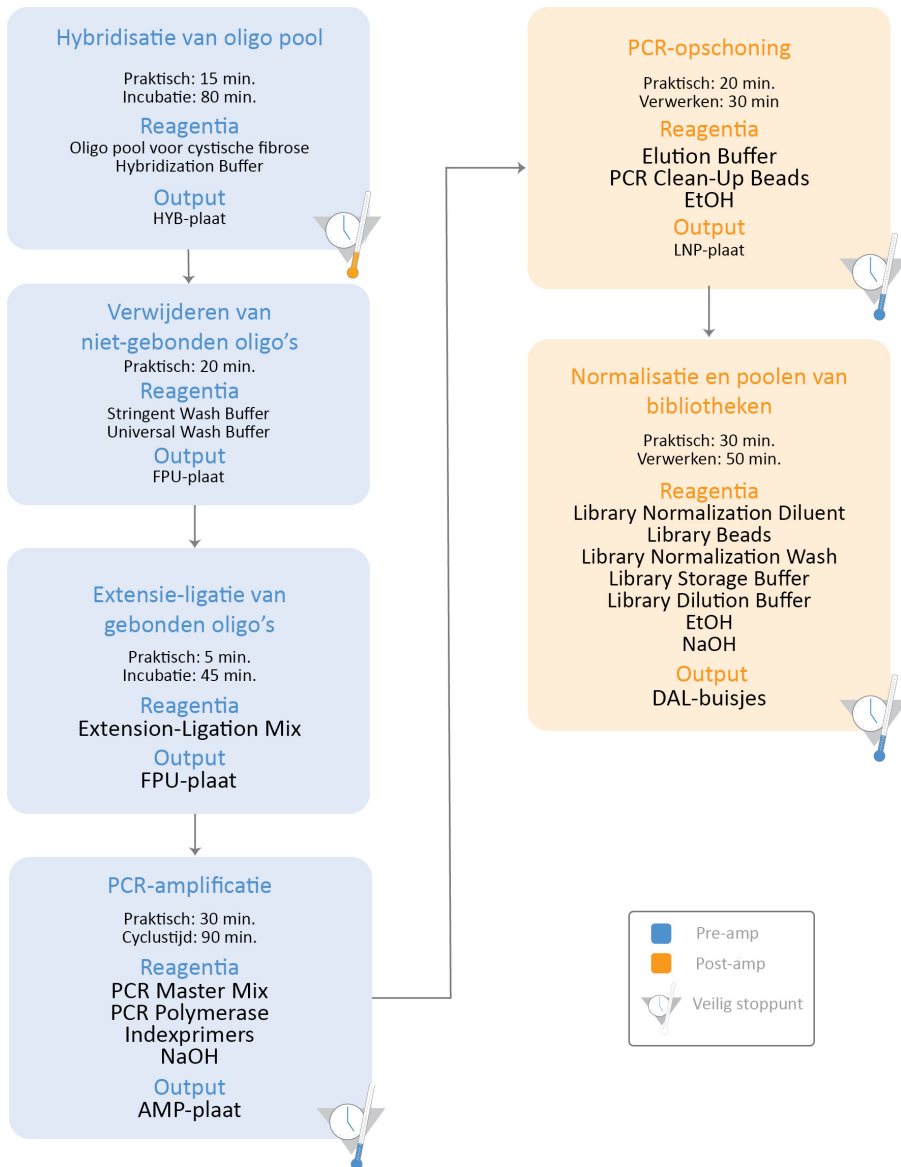 Hybridisatie van oligo pool
Praktisch: 15 min.
Incubatie: 80 min.
Reagentia
Oligo pool voor cystische fibrose
Hybridization Buffer
Output
HYB-plaat
Verwijderen van
niet-gebonden oligo’s
Praktisch: 20 min.
Reagentia
Stringent Wash Buffer
Universal Wash Buffer
Output
FPU-plaat
Extensie-ligatie van
gebonden oligo’s
Praktisch: 5 min.
Incubatie: 45 min.
Reagentia
Extension-Ligation Mix
Output
FPU-plaat
PCR-amplificatie
Praktisch: 30 min.
Cyclustijd: 90 min.
Reagentia
PCR Master Mix
PCR Polymerase
Indexprimers
NaOH
Output
AMP-plaat
PCR-opschoning
Praktisch: 20 min.
Verwerken: 30 min
Reagentia
Elution Buffer
PCR Clean-Up Beads
EtOH
Output
LNP-plaat
Normalisatie en poolen van
bibliotheken
Praktisch: 30 min.
Verwerken: 50 min.
Reagentia
Library Normalization Diluent
Library Beads
Library Normalization Wash
Library Storage Buffer
Library Dilution Buffer
EtOH
NaOH
Output
DAL-buisjes
Pre-amp
Post-amp
Veilig stoppunt